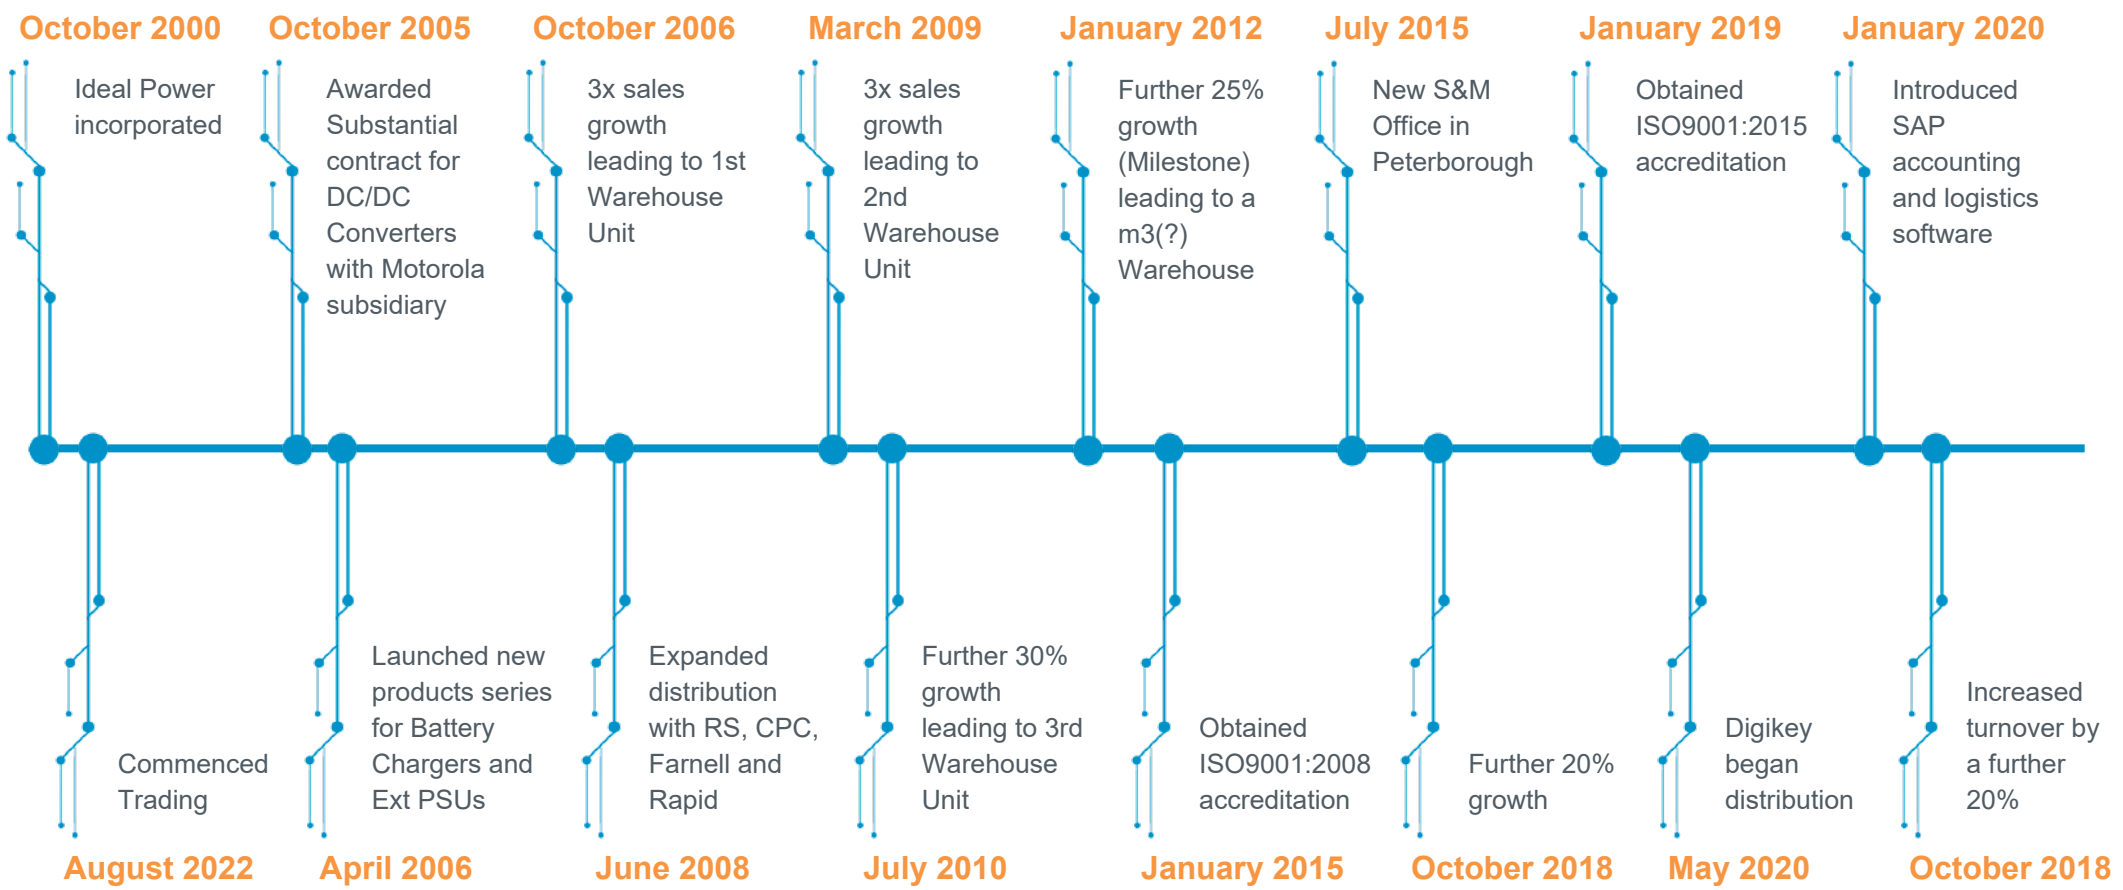 October 2000
Ideal Power
incorporated
October 2005
Awarded
Substantial
contract for
DC/DC
Converters
with Motorola
subsidiary
October 2006
3x sales
growth
leading to 1st
Warehouse
Unit
March 2009
3x sales
growth
leading to
2nd
Warehouse
Unit
January 2012
Further 25%
growth
(Milestone)
leading to a
m3(?)
Warehouse
July 2015
New S&M
Office in
Peterborough
January 2019
Obtained
ISO9001:2015
accreditation
January 2020
Introduced
SAP
accounting
and logistics
software
Commenced
Trading
August 2022
Launched new
products series
for Battery
Chargers and
Ext PSUs
April 2006
Expanded
distribution
with RS, CPC,
Farnell and
Rapid
June 2008
Further 30%
growth
leading to 3rd
Warehouse
Unit
July 2010
Obtained
ISO9001:2008
accreditation
January 2015
Further 20%
growth
October 2018
Digikey
began
distribution
May 2020
Increased
turnover by
a further
20%
October 2018